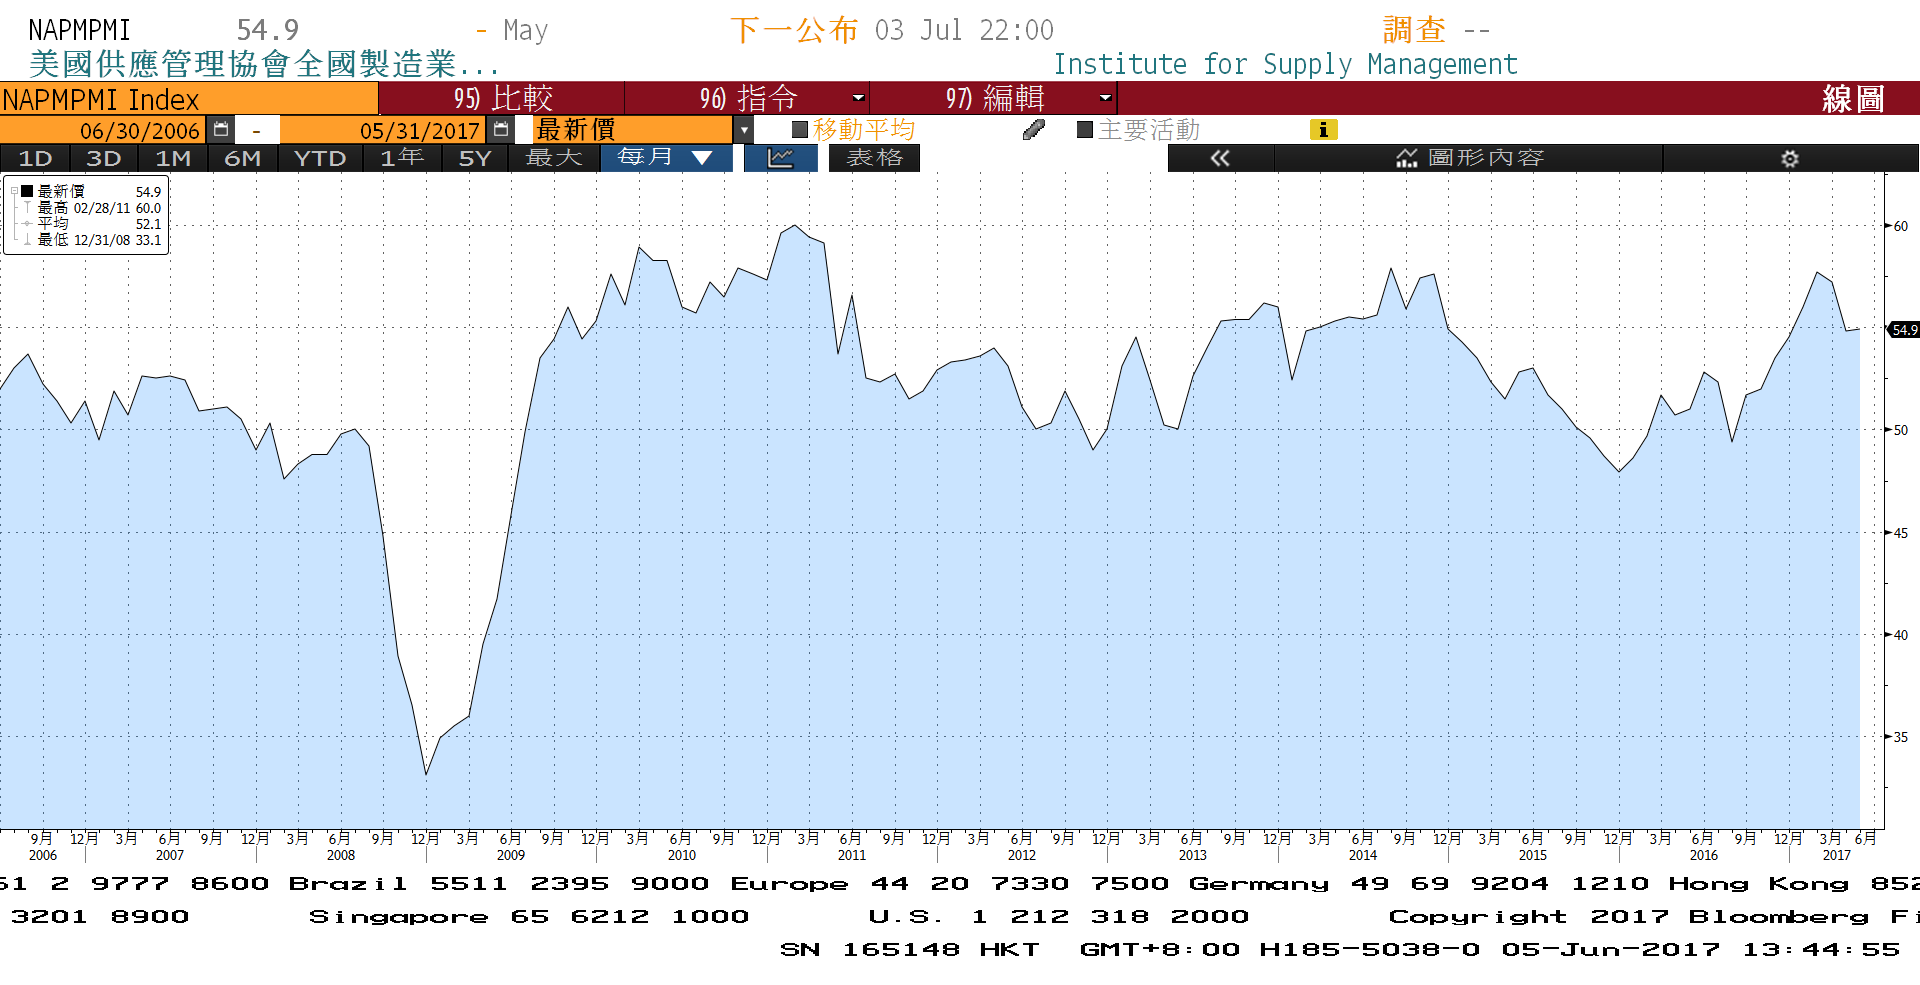 NAPMPMI 54.9 - May 下一公布 03 Jul 22:00 調查 --
美國供應管理協會全國製造業... Institute for Supply Management
NAPMPMI Index 95) 比較 96) 指令 97) 編輯 線圖
06/30/2006 - 05/31/2017 最新價 移動平均 主要活動 i
1D 3D 1M 6M YTD 1年 5Y 最大 每月 ▼ 表格 « 圖形內容
最新價 54.9
最高 02/28/11 60.0
平均 52.1
最低 12/31/08 33.1
60
54.9
50
45
40
35
9月 12月 3月 6月 9月 12月 3月 6月 9月 12月 3月 6月 9月 12月 3月 6月 9月 12月 3月 6月 9月 12月 3月 6月 9月 12月 3月 6月 9月 12月 3月 6月 9月 12月 3月 6月 9月 12月 3月 6月 9月 12月 3月 6月
2006 2007 2008 2009 2010 2011 2012 2013 2014 2015 2016 2017
61 2 9777 8600 Brazil 5511 2395 9000 Europe 44 20 7330 7500 Germany 49 69 9204 1210 Hong Kong 852
3201 8900 Singapore 65 6212 1000 U.S. 1 212 318 2000 Copyright 2017 Bloomberg Fi
SN 165148 HKT GMT+8:00 H185-5038-0 05-Jun-2017 13:44:55